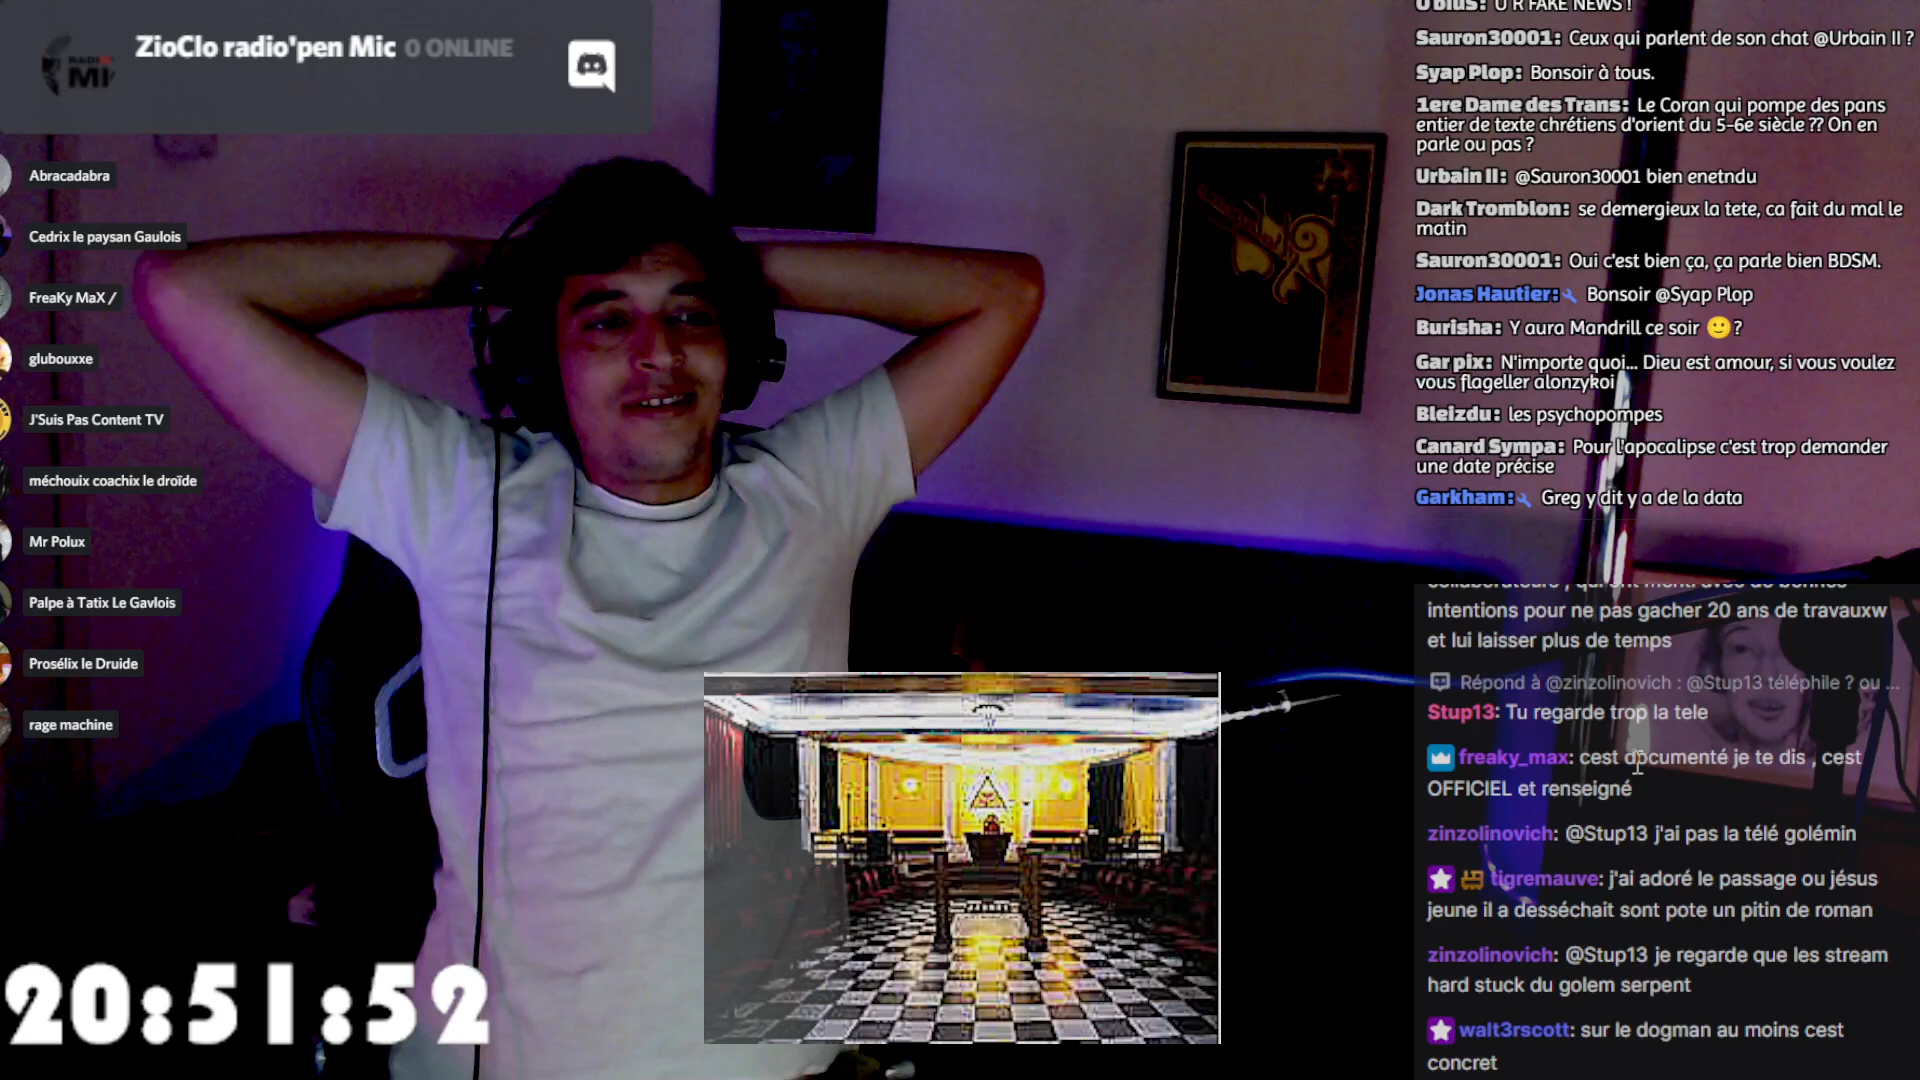 ZioClo radio'pen Mic 0 ONLINE
RADIO
MI
Abracadabra
Cedrix le paysan Gaulois
FreaKy MaX /
glubouxxe
J'Suis Pas Content TV
méchouix coachix le droïde
Mr Polux
Palpe à Tatix Le Gavlois
Prosélix le Druide
rage machine
20:51:52
U R FAKE NEWS !
Sauron30001: Ceux qui parlent de son chat @Urbain II ?
Syap Plop: Bonsoir à tous.
1ere Dame des Trans: Le Coran qui pompe des pans
entier de texte chrétiens d'orient du 5-6e siècle ?? On en
parle ou pas ?
Urbain II: @Sauron30001 bien enetndu
Dark Tromblon: se demergieux la tete, ca fait du mal le
matin
Sauron30001: Oui c'est bien ça, ça parle bien BDSM.
Jonas Hautier: Bonsoir @Syap Plop
Burisha: Y aura Mandrill ce soir 🙂?
Gar pix: N'importe quoi... Dieu est amour, si vous voulez
vous flageller alonzykoi
Bleizdu: les psychopompes
Canard Sympa: Pour l'apocalipse c'est trop demander
une date précise
Garkham: Greg y dit y a de la data
intentions pour ne pas gacher 20 ans de travauxw
et lui laisser plus de temps
Répond à @zinzolinovich : @Stup13 téléphile ? ou ...
Stup13: Tu regarde trop la tele
freaky_max: cest documenté je te dis , cest
OFFICIEL et renseigné
zinzolinovich: @Stup13 j'ai pas la télé golémin
tigremauve: j'ai adoré le passage ou jésus
jeune il a desséchait sont pote un pitin de roman
zinzolinovich: @Stup13 je regarde que les stream
hard stuck du golem serpent
walt3rscott: sur le dogman au moins cest
concret